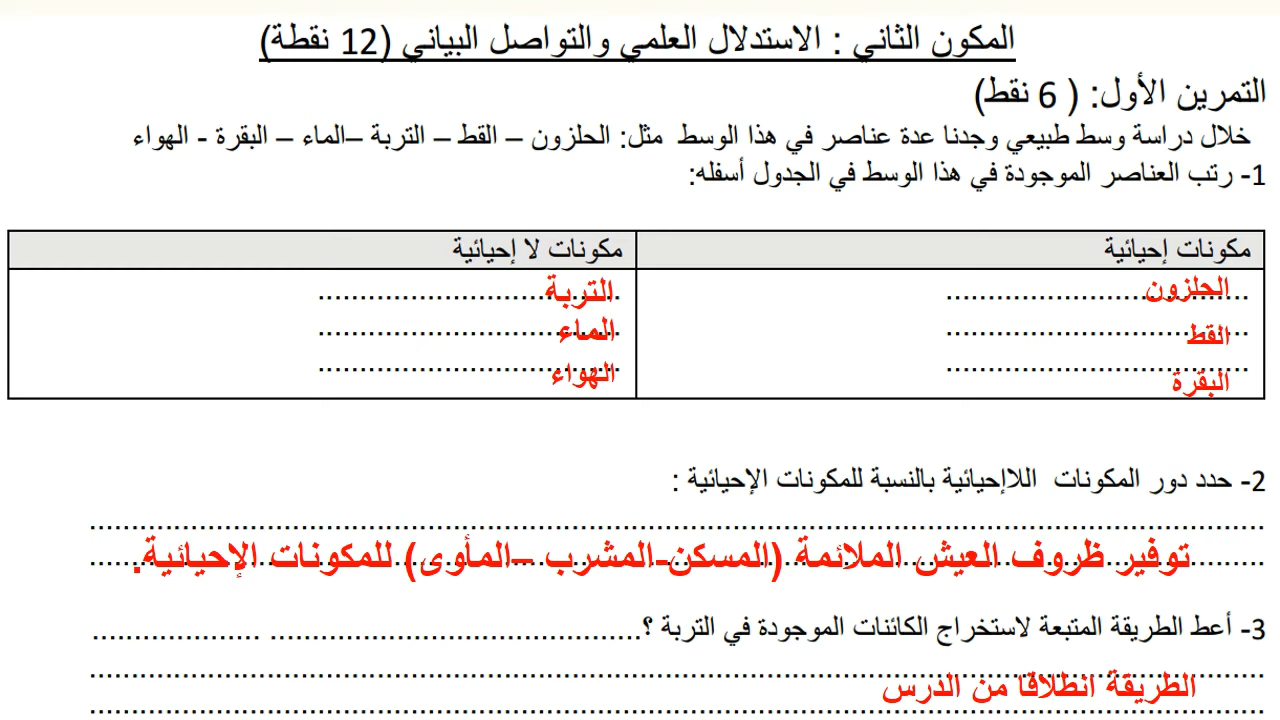 المكون الثاني : الاستدلال العلمي والتواصل البياني (12 نقطة)
التمرين الأول: ( 6 نقط)
خلال دراسة وسط طبيعي وجدنا عدة عناصر في هذا الوسط مثل: الحلزون – القط – التربة –الماء – البقرة - الهواء
1- رتب العناصر الموجودة في هذا الوسط في الجدول أسفله:
مكونات إحيائية مكونات لا إحيائية
الحلزون التربة
القط الماء
البقرة الهواء
2- حدد دور المكونات اللاإحيائية بالنسبة للمكونات الإحيائية :
توفير ظروف العيش الملائمة (المسكن-المشرب –المأوى) للمكونات الإحيائية.
3- أعط الطريقة المتبعة لاستخراج الكائنات الموجودة في التربة ؟
الطريقة انطلاقا من الدرس